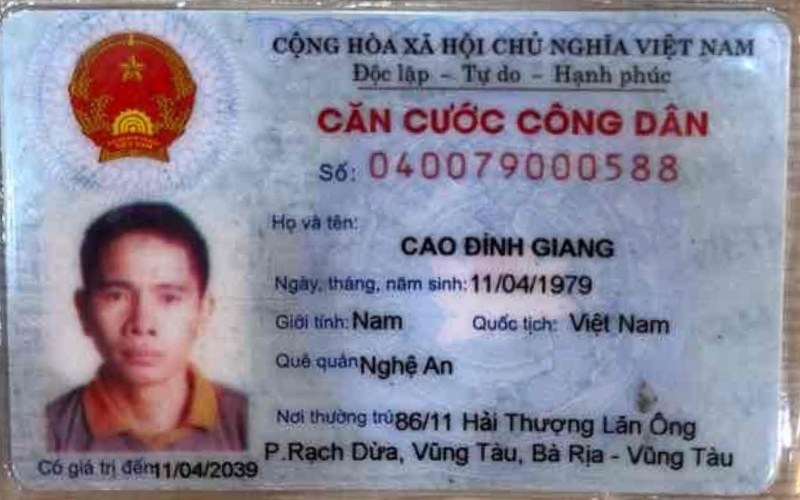 CỘNG HÒA XÃ HỘI CHỦ NGHĨA VIỆT NAM
Độc lập - Tự do - Hạnh phúc
CĂN CƯỚC CÔNG DÂN
Số: 040079000588
Họ và tên:
CAO ĐÌNH GIANG
Ngày, tháng, năm sinh: 11/04/1979
Giới tính: Nam Quốc tịch: Việt Nam
Quê quán Nghệ An
Nơi thường trú 86/11 Hải Thượng Lãn Ông
P.Rạch Dừa, Vũng Tàu, Bà Rịa - Vũng Tàu
Có giá trị đến 11/04/2039